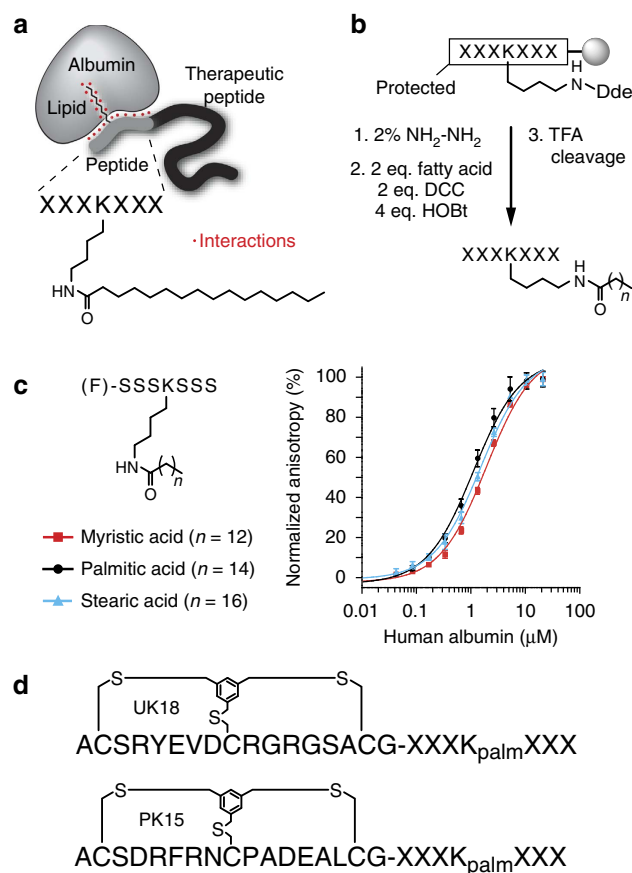 a
Albumin
Lipid
Therapeutic
peptide
Peptide
XXXKXXX
·Interactions
HN
O
b
XXXKXXX
Protected
H
N
Dde
1. 2% NH2-NH2
2. 2 eq. fatty acid
2 eq. DCC
4 eq. HOBt
3. TFA
cleavage
XXXKXXX
H
N
O
n
c
(F)-SSSKSSS
HN
O
n
Myristic acid (n = 12)
Palmitic acid (n = 14)
Stearic acid (n = 16)
Normalized anisotropy (%)
100
80
60
40
20
0
0.01
0.1
1
10
100
Human albumin (μM)
d
S
S
UK18
S
ACSRYEVDCRGRGSACG-XXXKpalmXXX
S
S
PK15
S
ACSDRFRNCPADEALCG-XXXKpalmXXX